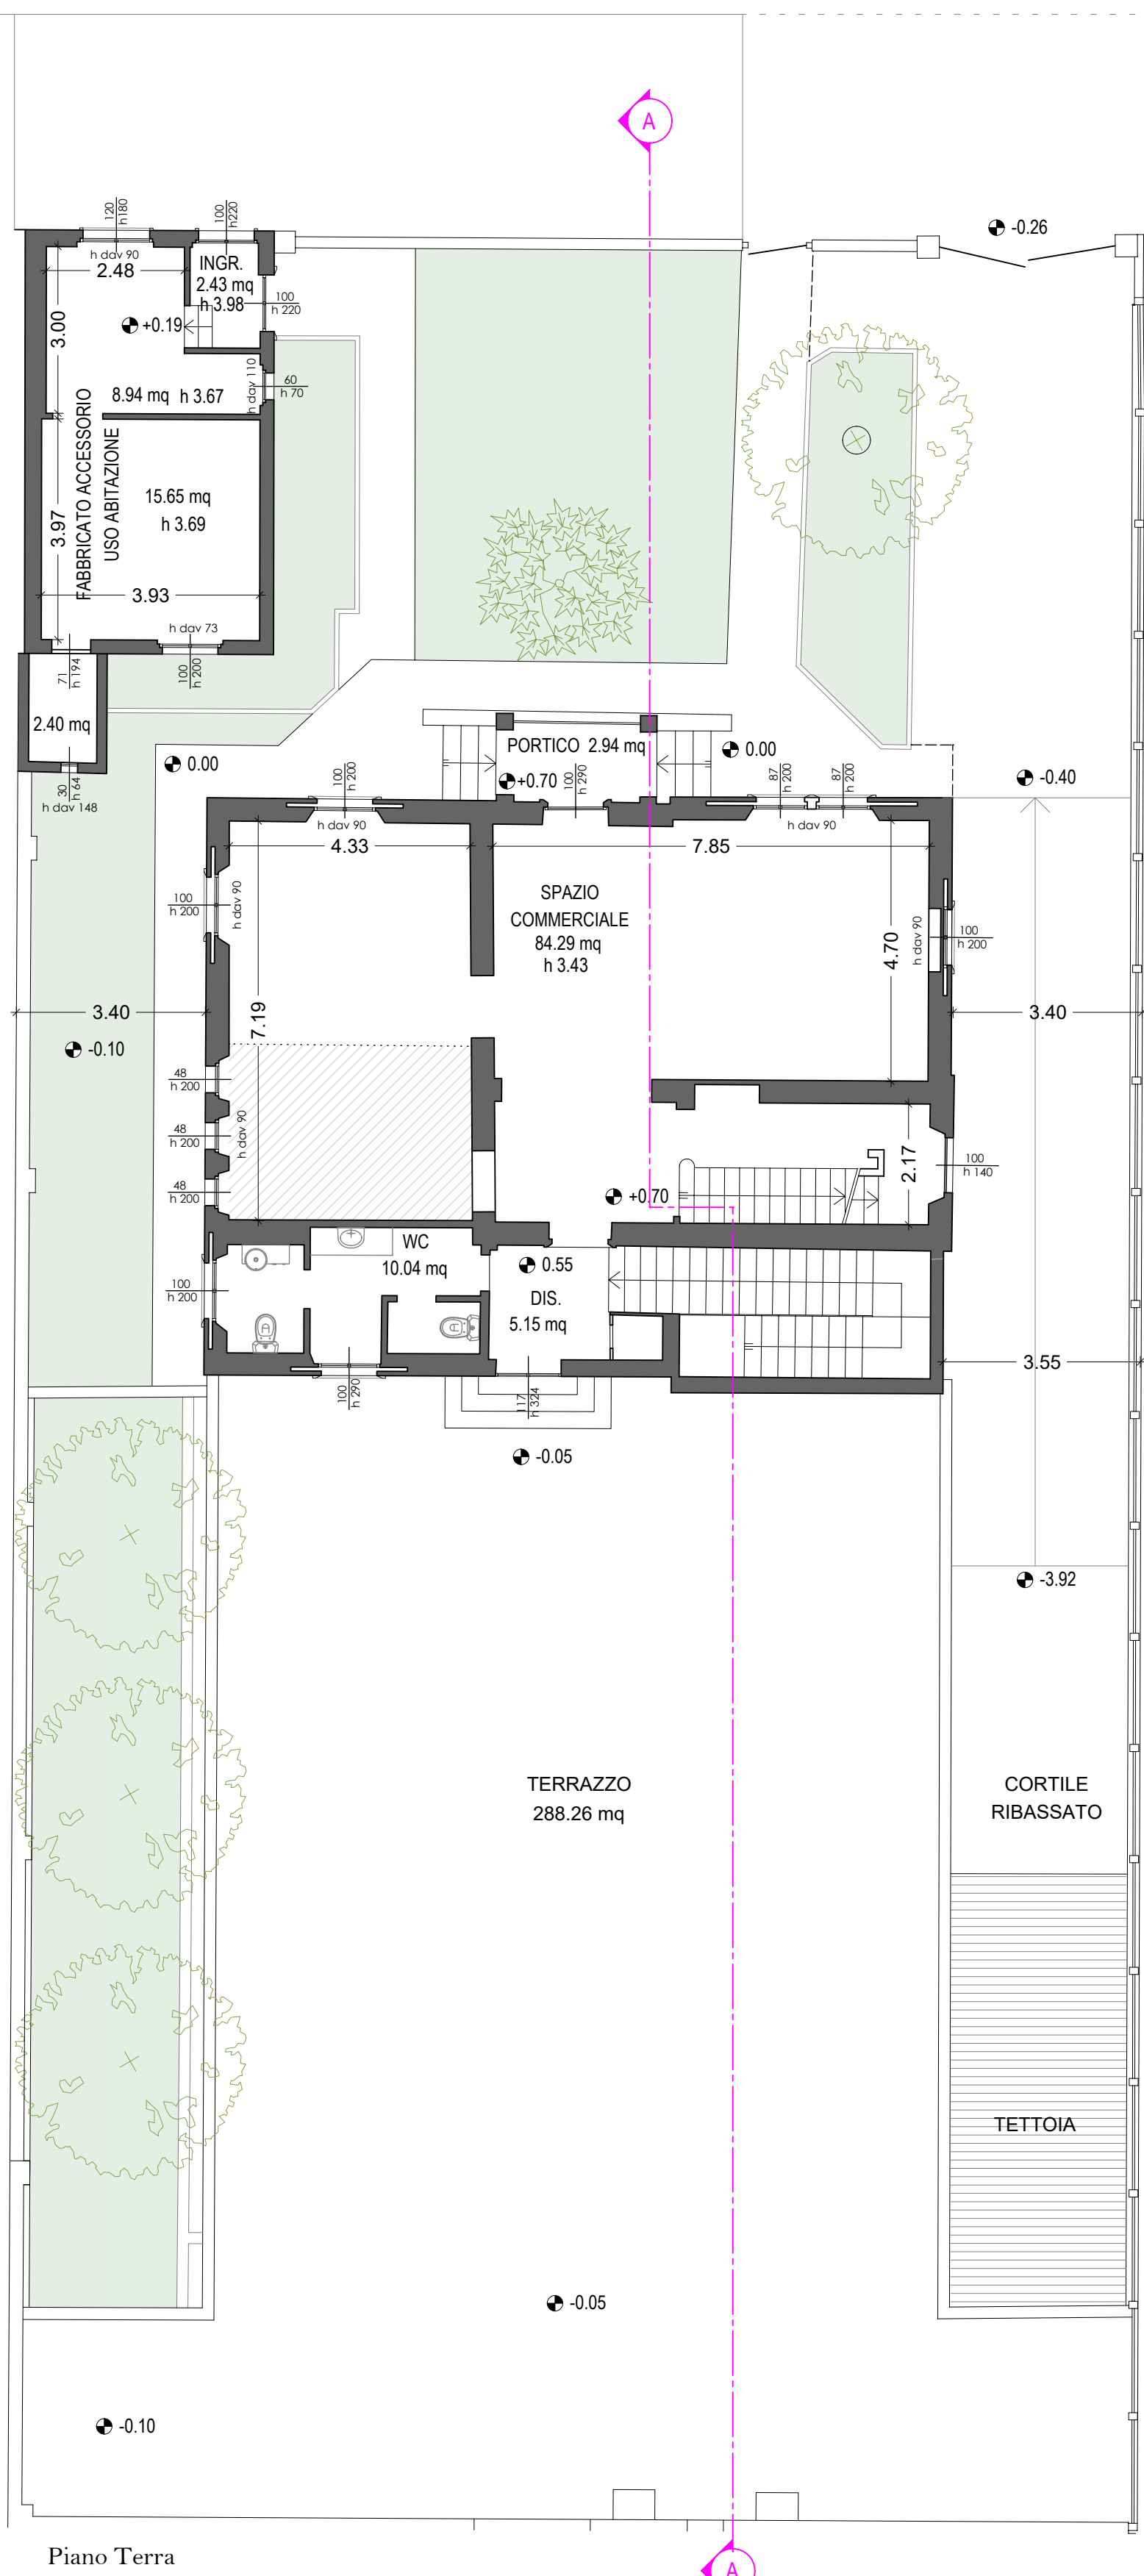 A
-0.26
120
h180
100
h220
h dav 90
2.48
INGR.
2.43 mq
h 3.98
100
h 220
3.00
+0.19
h dav 110
60
h 70
8.94 mq h 3.67
FABBRICATO ACCESSORIO
USO ABITAZIONE
15.65 mq
h 3.69
3.97
3.93
h dav 73
71
h 194
100
h 200
2.40 mq
30
h 64
h dav 148
0.00
PORTICO 2.94 mq
+0.70
100
h 290
0.00
-0.40
100
h 200
87
h 200
87
h 200
h dav 90
h dav 90
4.33
7.85
SPAZIO
COMMERCIALE
84.29 mq
h 3.43
100
h 200
h dav 90
4.70
h dav 90
100
h 200
3.40
7.19
3.40
-0.10
48
h 200
48
h 200
h dav 90
48
h 200
2.17
100
h 140
+0.70
WC
10.04 mq
0.55
DIS.
5.15 mq
100
h 200
100
h 290
117
h 324
3.55
-0.05
-3.92
TERRAZZO
288.26 mq
CORTILE
RIBASSATO
TETTOIA
-0.05
-0.10
Piano Terra
A